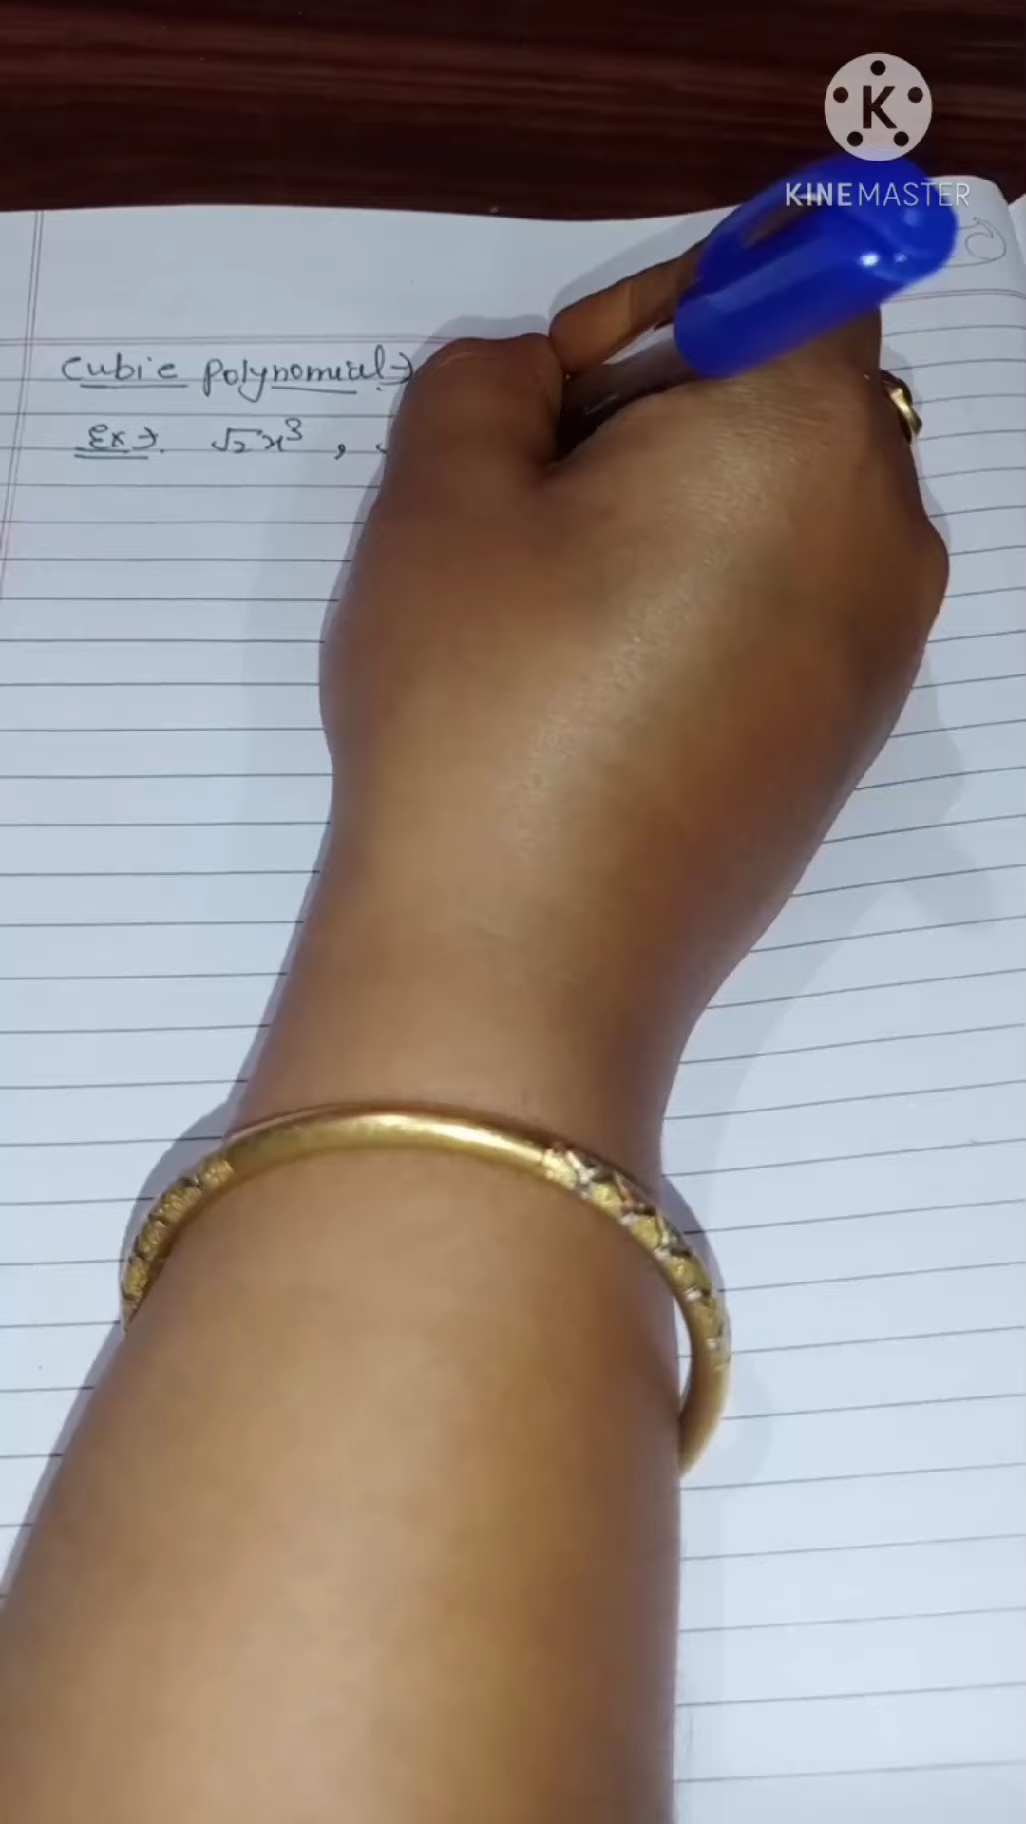 KINEMASTER
Cubic polynomial →
Ex →. √2x³ ,